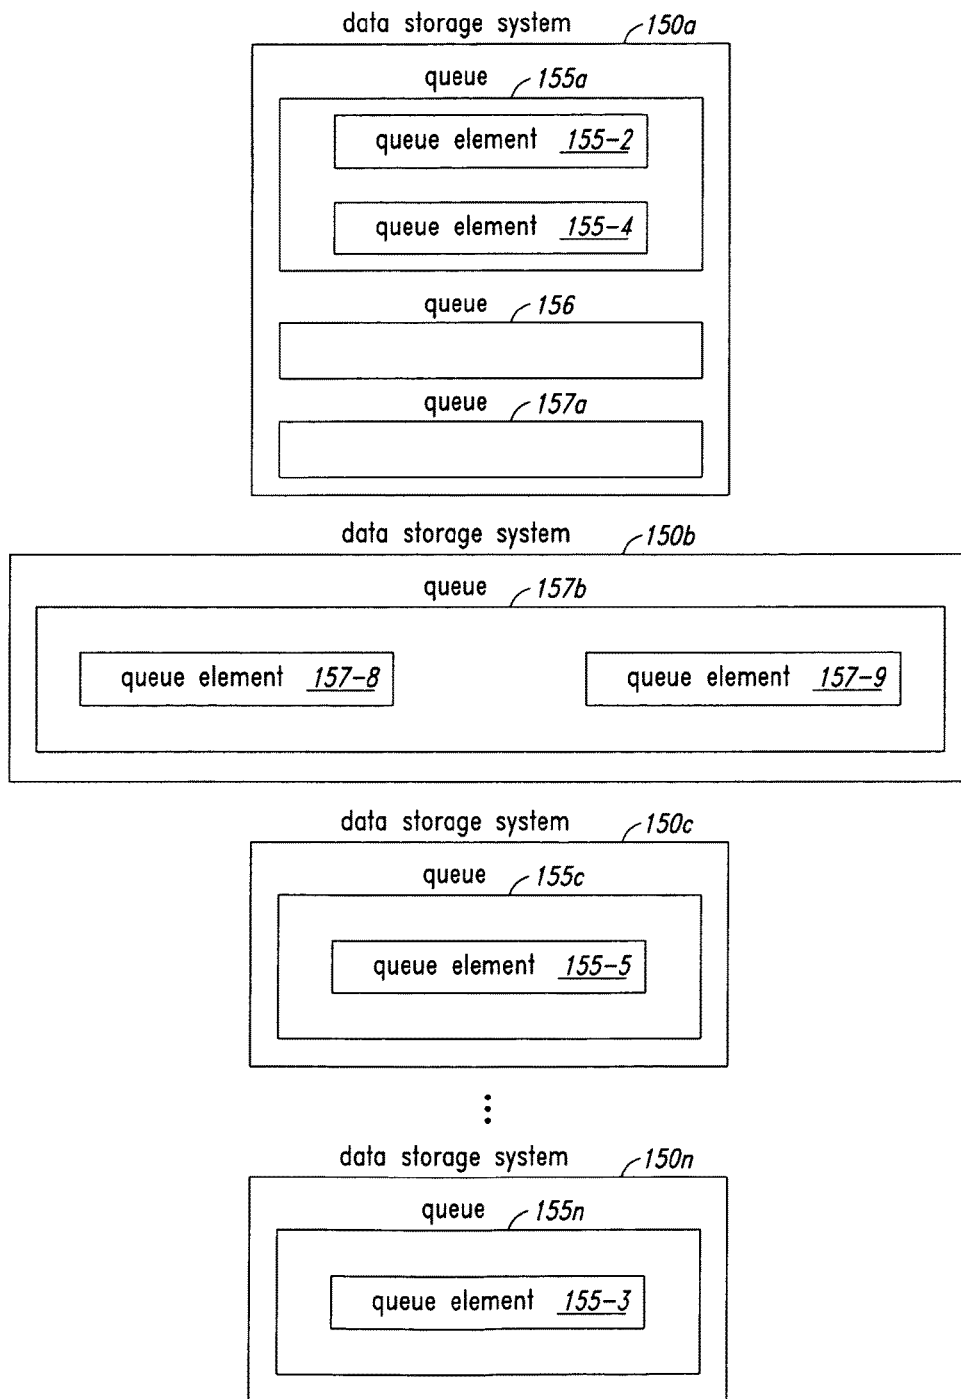 data storage system 150a
queue 155a
queue element 155-2
queue element 155-4
queue 156
queue 157a
data storage system 150b
queue 157b
queue element 157-8 queue element 157-9
data storage system 150c
queue 155c
queue element 155-5
data storage system 150n
queue 155n
queue element 155-3